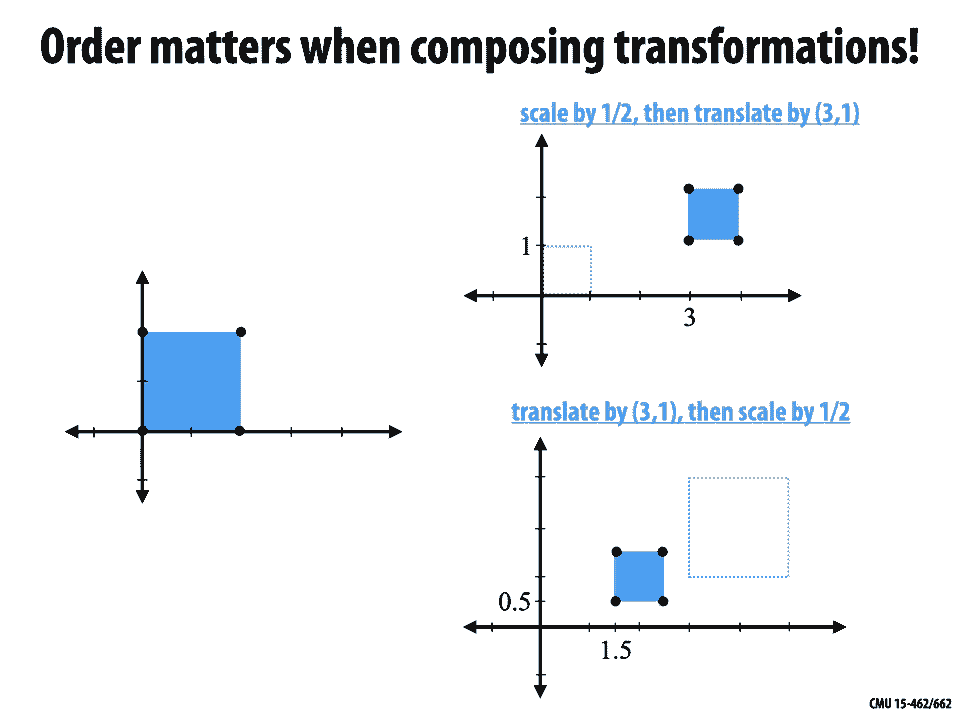 Order matters when composing transformations!
scale by 1/2, then translate by (3,1)
1
3
translate by (3,1), then scale by 1/2
0.5
1.5
CMU 15-462/662